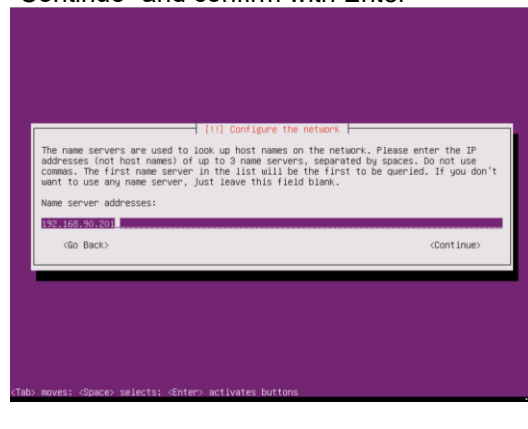 "Continue" and confirm with Enter
[!!] Configure the network
The name servers are used to look up host names on the network. Please enter the IP
addresses (not host names) of up to 3 name servers, separated by spaces. Do not use
commas. The first name server in the list will be the first to be queried. If you don't
want to use any name server, just leave this field blank.
Name server addresses:
192.168.90.201
<Go Back> <Continue>
<Tab> moves; <Space> selects; <Enter> activates buttons